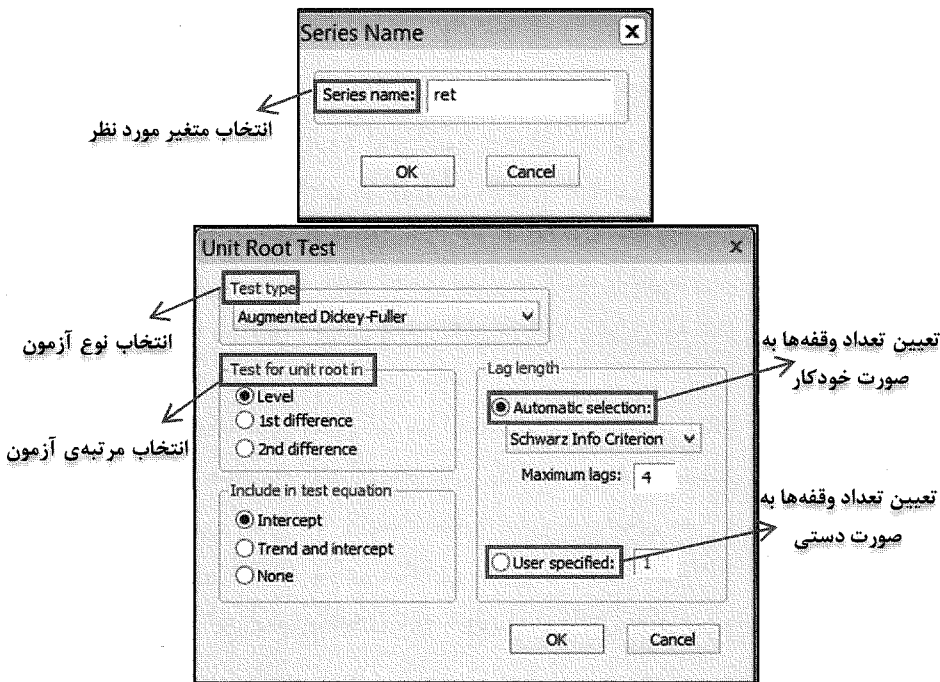 Series Name
x
Series name: ret
انتخاب متغیر مورد نظر
OK Cancel
Unit Root Test
x
Test type
Augmented Dickey-Fuller
انتخاب نوع آزمون
Test for unit root in
Level
1st difference
2nd difference
انتخاب مرتبه‌ی آزمون
Include in test equation
Intercept
Trend and intercept
None
Lag length
Automatic selection:
Schwarz Info Criterion
Maximum lags: 4
User specified: 1
تعیین تعداد وقفه‌ها به
صورت خودکار
تعیین تعداد وقفه‌ها به
صورت دستی
OK Cancel